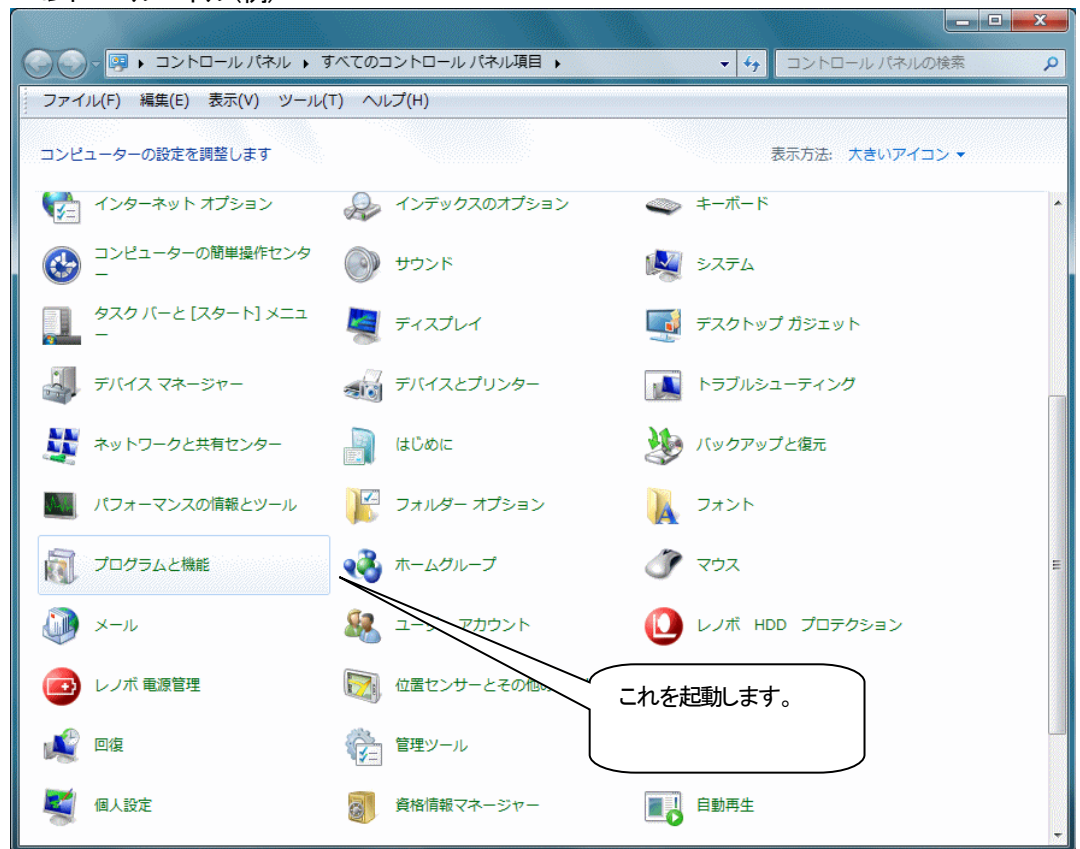 コントロール パネル ▸ すべてのコントロール パネル項目 ▸
コントロール パネルの検索
ファイル(F) 編集(E) 表示(V) ツール(T) ヘルプ(H)
コンピューターの設定を調整します
表示方法: 大きいアイコン
インターネット オプション
インデックスのオプション
キーボード
コンピューターの簡単操作センタ
ー
サウンド
システム
タスク バーと [スタート] メニュ
ー
ディスプレイ
デスクトップ ガジェット
デバイス マネージャー
デバイスとプリンター
トラブルシューティング
ネットワークと共有センター
はじめに
バックアップと復元
パフォーマンスの情報とツール
フォルダー オプション
フォント
プログラムと機能
ホームグループ
マウス
メール
アカウント
レノボ HDD プロテクション
レノボ 電源管理
位置センサーとその他の
これを起動します。
回復
管理ツール
個人設定
資格情報マネージャー
自動再生